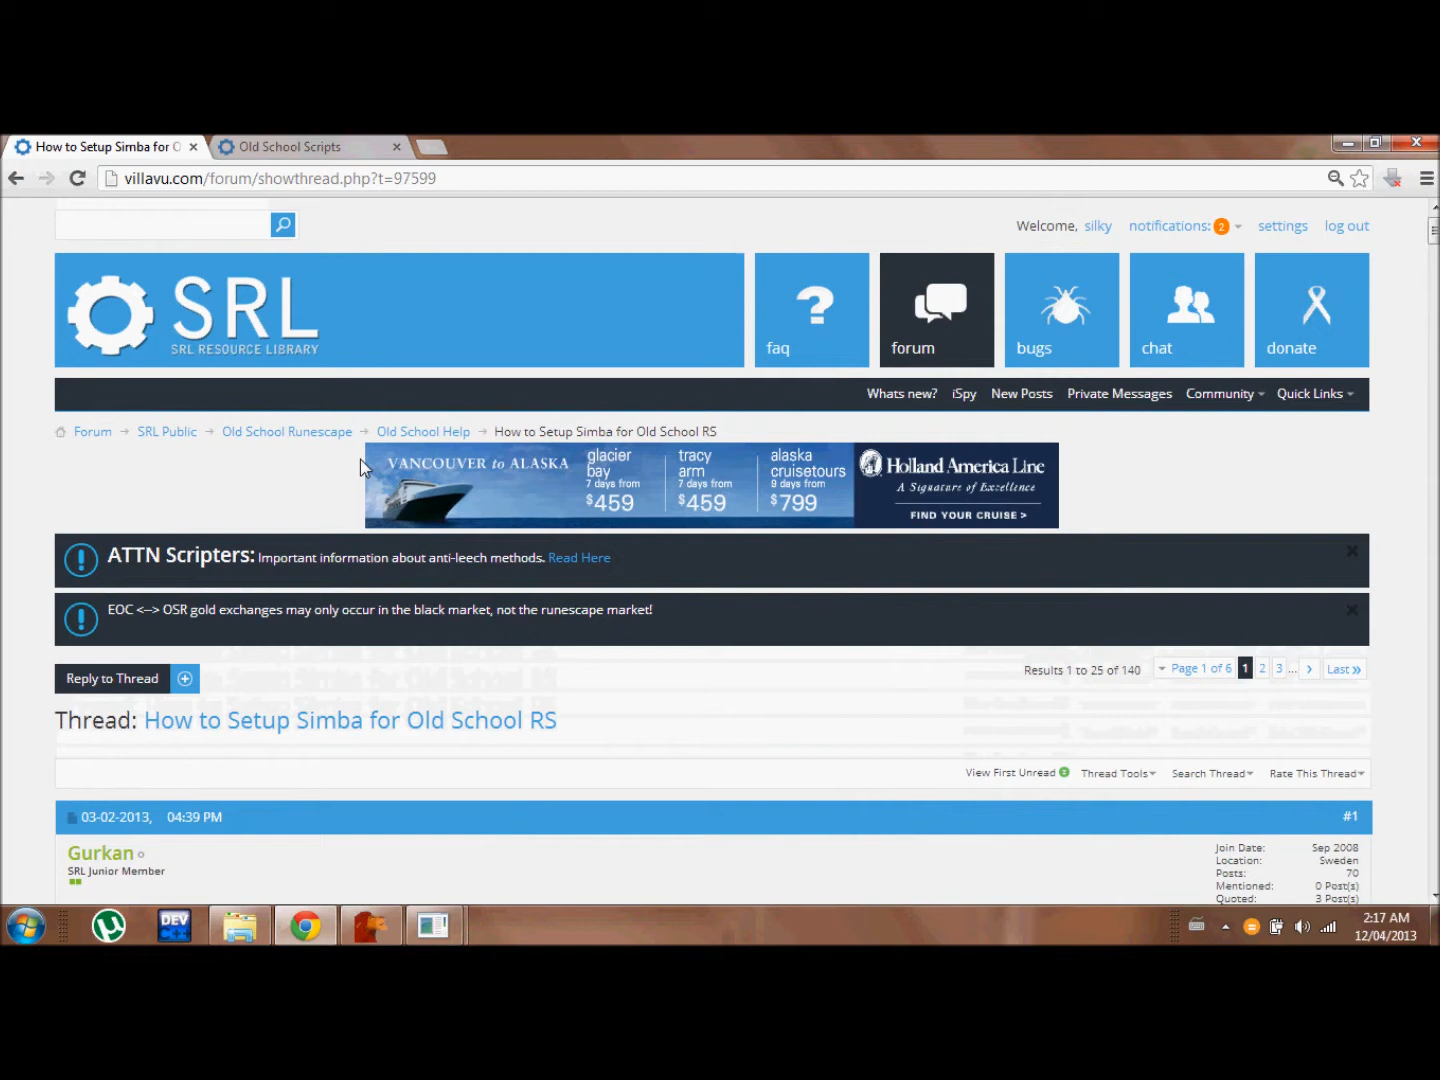 How to Setup Simba for O
Old School Scripts
villavu.com/forum/showthread.php?t=97599
Welcome, silky notifications: 2 settings log out
SRL
SRL RESOURCE LIBRARY
faq
forum
bugs
chat
donate
Whats new? iSpy New Posts Private Messages Community Quick Links
Forum → SRL Public → Old School Runescape → Old School Help → How to Setup Simba for Old School RS
VANCOUVER to ALASKA
glacier bay
7 days from
$459
tracy arm
7 days from
$459
alaska cruisetours
9 days from
$799
Holland America Line
A Signature of Excellence
FIND YOUR CRUISE >
ATTN Scripters: Important information about anti-leech methods. Read Here
EOC <--> OSR gold exchanges may only occur in the black market, not the runescape market!
Reply to Thread
Results 1 to 25 of 140 Page 1 of 6 1 2 3 ... > Last »
Thread: How to Setup Simba for Old School RS
View First Unread Thread Tools Search Thread Rate This Thread
03-02-2013, 04:39 PM #1
Gurkan
SRL Junior Member
Join Date: Sep 2008
Location: Sweden
Posts: 70
Mentioned: 0 Post(s)
Quoted: 3 Post(s)
DEV C++
2:17 AM
12/04/2013